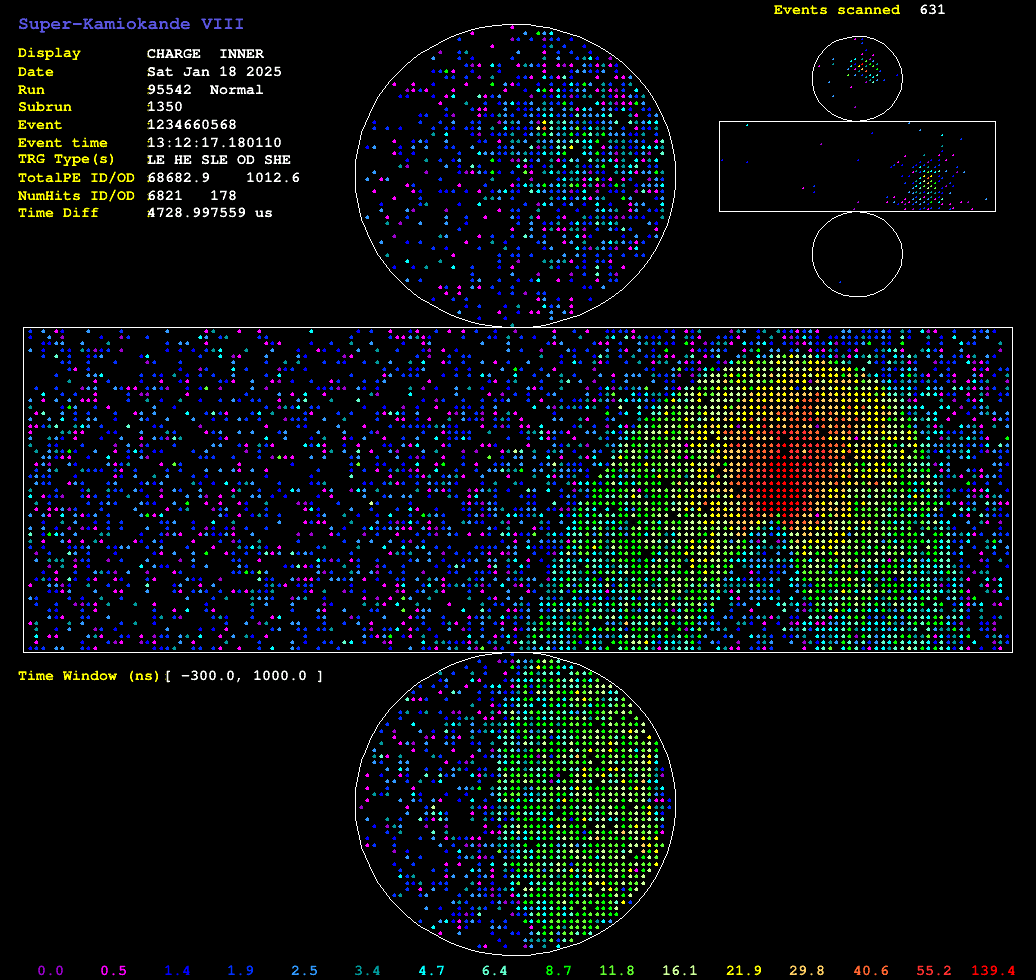 Super-Kamiokande VIII
Events scanned 631
Display CHARGE INNER
Date Sat Jan 18 2025
Run 95542 Normal
Subrun 1350
Event 1234660568
Event time 13:12:17.180110
TRG Type(s) LE HE SLE OD SHE
TotalPE ID/OD 68682.9 1012.6
NumHits ID/OD 6821 178
Time Diff 4728.997559 us
Time Window (ns)[ -300.0, 1000.0 ]
0.0 0.5 1.4 1.9 2.5 3.4 4.7 6.4 8.7 11.8 16.1 21.9 29.8 40.6 55.2 139.4